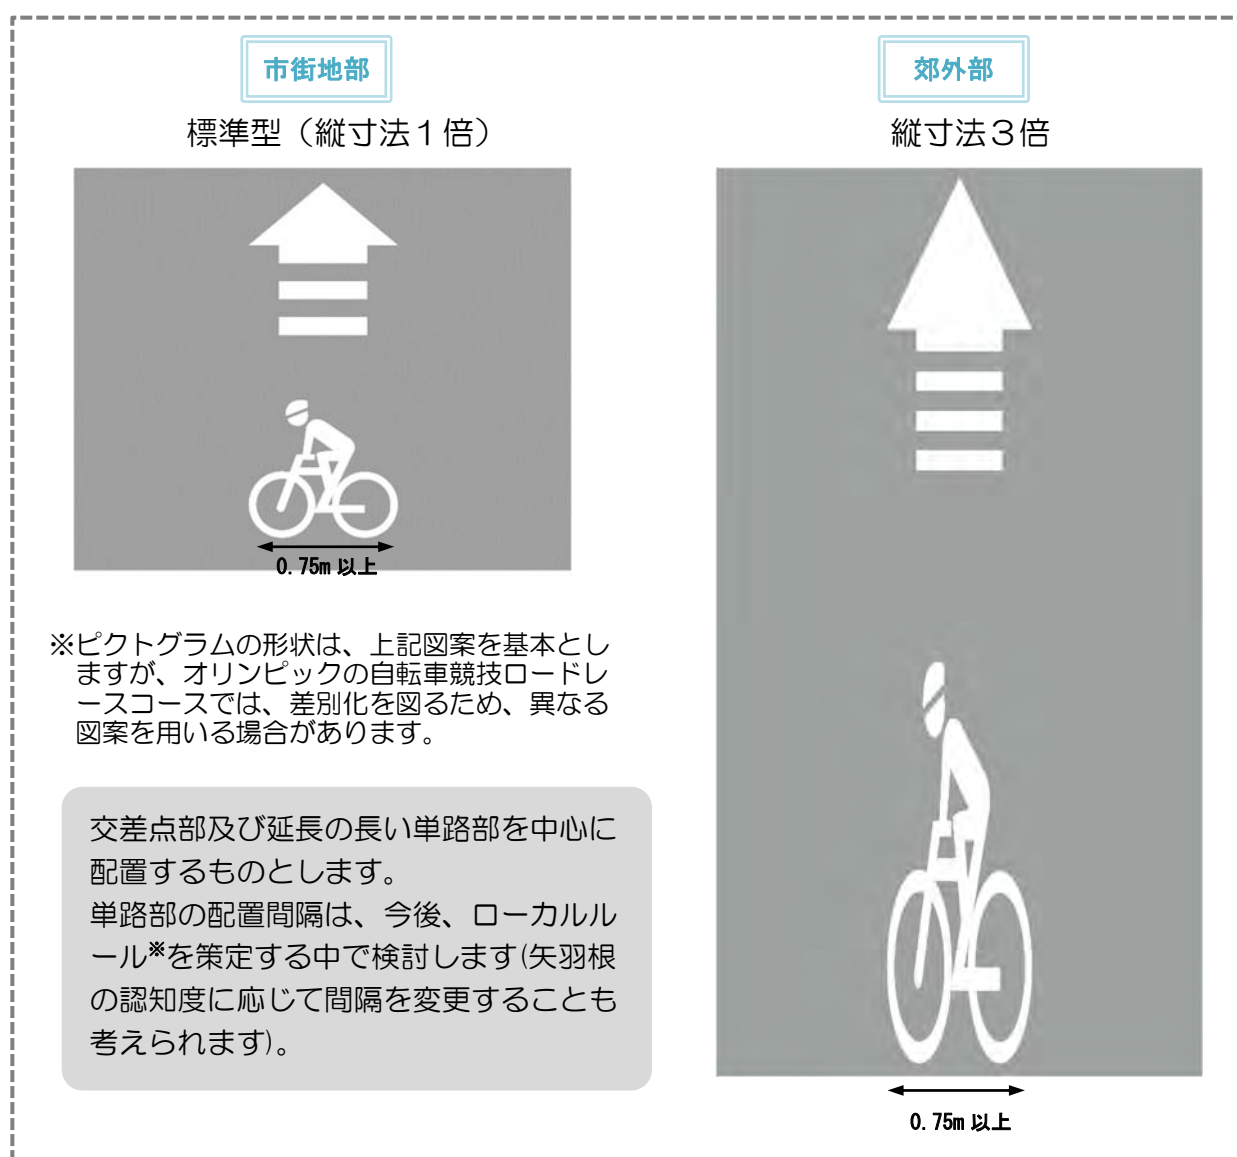 市街地部
標準型（縦寸法１倍）
0.75m 以上
※ピクトグラムの形状は、上記図案を基本とし
ますが、オリンピックの自転車競技ロードレ
ースコースでは、差別化を図るため、異なる
図案を用いる場合があります。
交差点部及び延長の長い単路部を中心に
配置するものとします。
単路部の配置間隔は、今後、ローカルル
ール※を策定する中で検討します(矢羽根
の認知度に応じて間隔を変更することも
考えられます)。
郊外部
縦寸法３倍
0.75m 以上